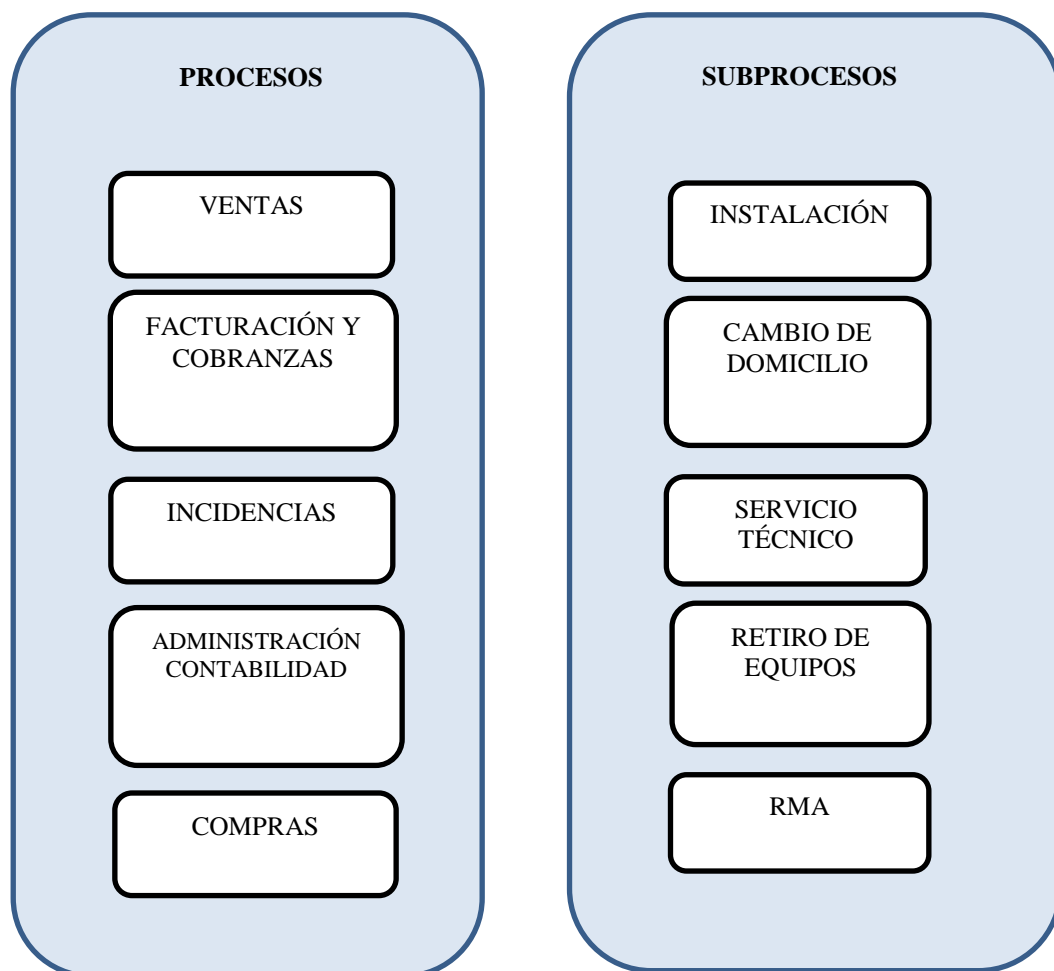 PROCESOS
VENTAS
FACTURACIÓN Y
COBRANZAS
INCIDENCIAS
ADMINISTRACIÓN
CONTABILIDAD
COMPRAS
SUBPROCESOS
INSTALACIÓN
CAMBIO DE
DOMICILIO
SERVICIO
TÉCNICO
RETIRO DE
EQUIPOS
RMA